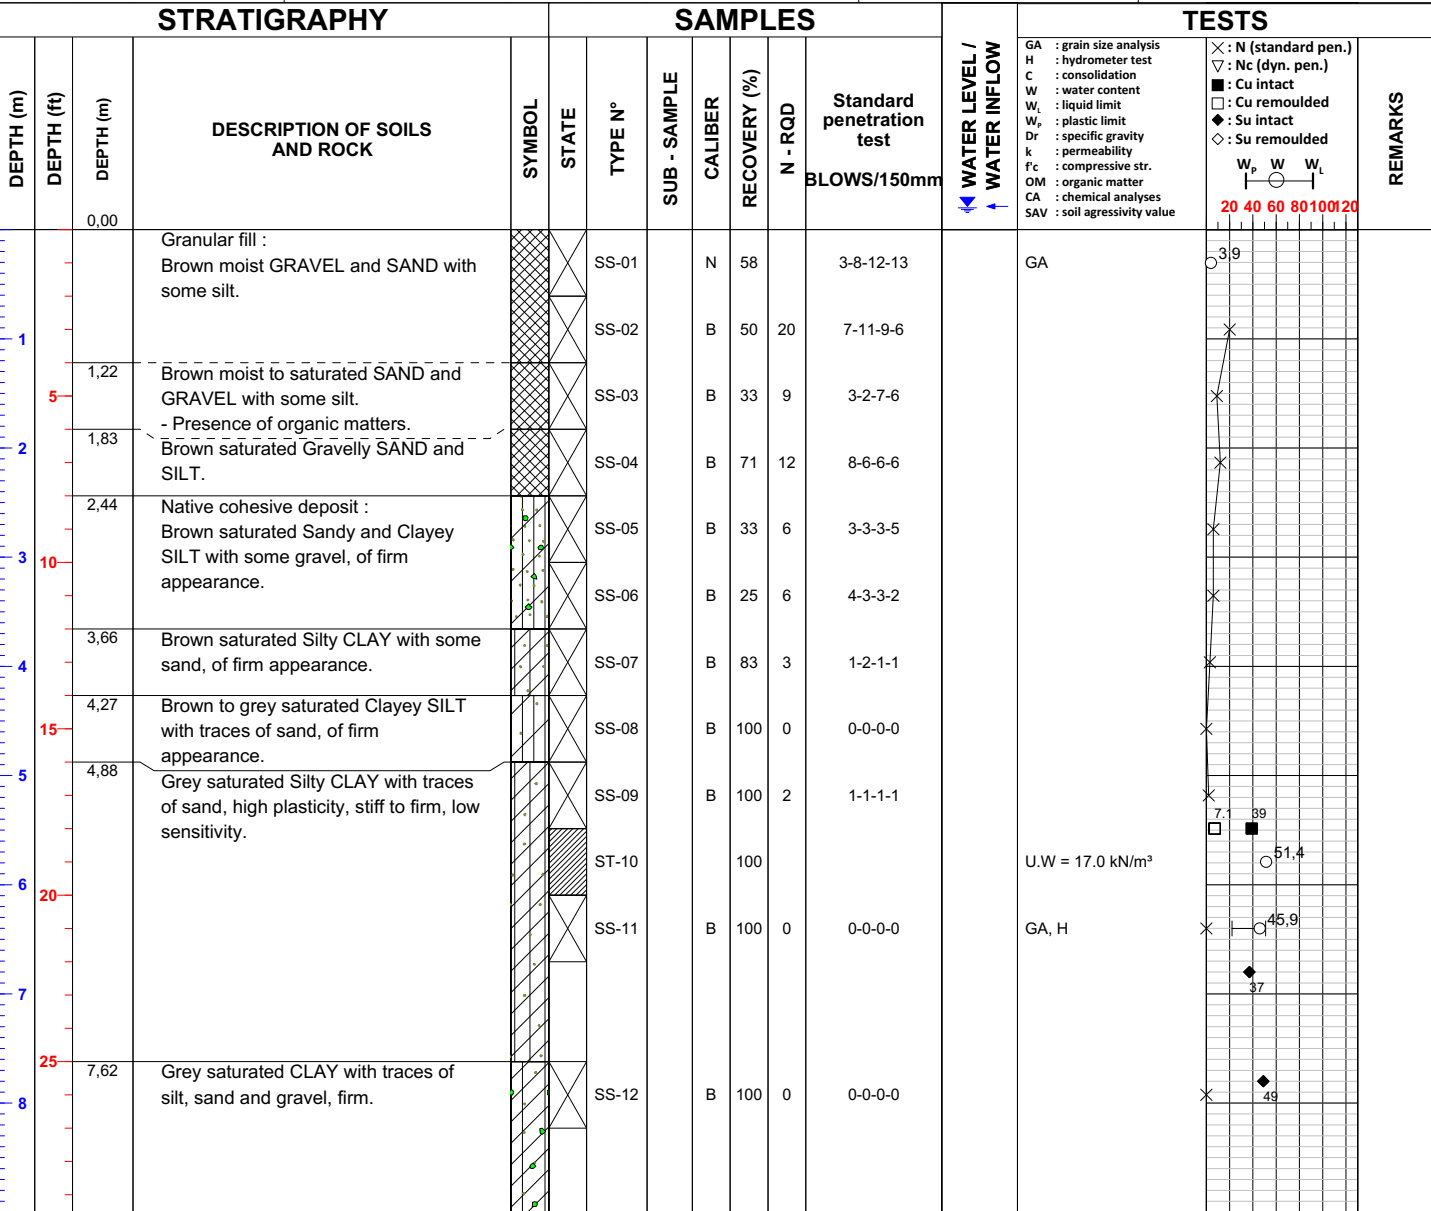 STRATIGRAPHY
SAMPLES
TESTS
DEPTH (m)
DEPTH (ft)
DEPTH (m)
0,00
DESCRIPTION OF SOILS
AND ROCK
SYMBOL
STATE
TYPE N°
SUB - SAMPLE
CALIBER
RECOVERY (%)
N - RQD
Standard
penetration
test
BLOWS/150mm
WATER LEVEL /
WATER INFLOW
GA : grain size analysis
H : hydrometer test
C : consolidation
W : water content
WL : liquid limit
WP : plastic limit
Dr : specific gravity
k : permeability
f'c : compressive str.
OM : organic matter
CA : chemical analyses
SAV : soil agressivity value
: N (standard pen.)
: Nc (dyn. pen.)
: Cu intact
: Cu remoulded
: Su intact
: Su remoulded
WP W WL
20 40 60 80 100 120
REMARKS
Granular fill :
Brown moist GRAVEL and SAND with
some silt.
SS-01 N 58 3-8-12-13 GA 3,9
1
SS-02 B 50 20 7-11-9-6
1,22
Brown moist to saturated SAND and
GRAVEL with some silt.
- Presence of organic matters.
5
SS-03 B 33 9 3-2-7-6
1,83
2
Brown saturated Gravelly SAND and
SILT.
SS-04 B 71 12 8-6-6-6
2,44
Native cohesive deposit :
Brown saturated Sandy and Clayey
SILT with some gravel, of firm
appearance.
SS-05 B 33 6 3-3-3-5
3
10
SS-06 B 25 6 4-3-3-2
3,66
Brown saturated Silty CLAY with some
sand, of firm appearance.
4
SS-07 B 83 3 1-2-1-1
4,27
Brown to grey saturated Clayey SILT
with traces of sand, of firm
appearance.
15
SS-08 B 100 0 0-0-0-0
4,88
5
Grey saturated Silty CLAY with traces
of sand, high plasticity, stiff to firm, low
sensitivity.
SS-09 B 100 2 1-1-1-1
7.1 39
ST-10 100 U.W = 17.0 kN/m³ 51,4
6
20
SS-11 B 100 0 0-0-0-0 GA, H 45,9
37
7
25
7,62
Grey saturated CLAY with traces of
silt, sand and gravel, firm.
SS-12 B 100 0 0-0-0-0
49
8